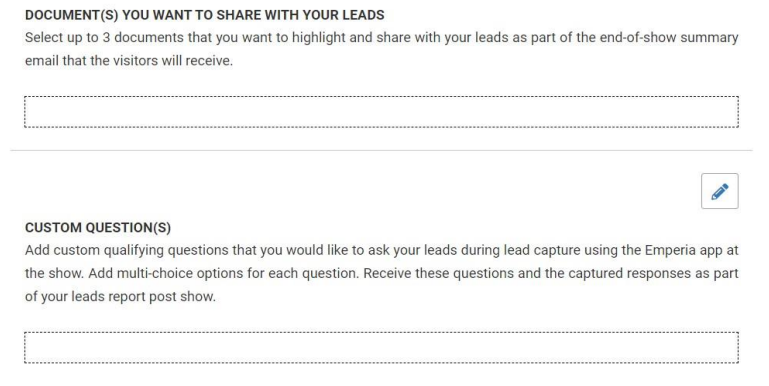 DOCUMENT(S) YOU WANT TO SHARE WITH YOUR LEADS
Select up to 3 documents that you want to highlight and share with your leads as part of the end-of-show summary
email that the visitors will receive.
CUSTOM QUESTION(S)
Add custom qualifying questions that you would like to ask your leads during lead capture using the Emperia app at
the show. Add multi-choice options for each question. Receive these questions and the captured responses as part
of your leads report post show.